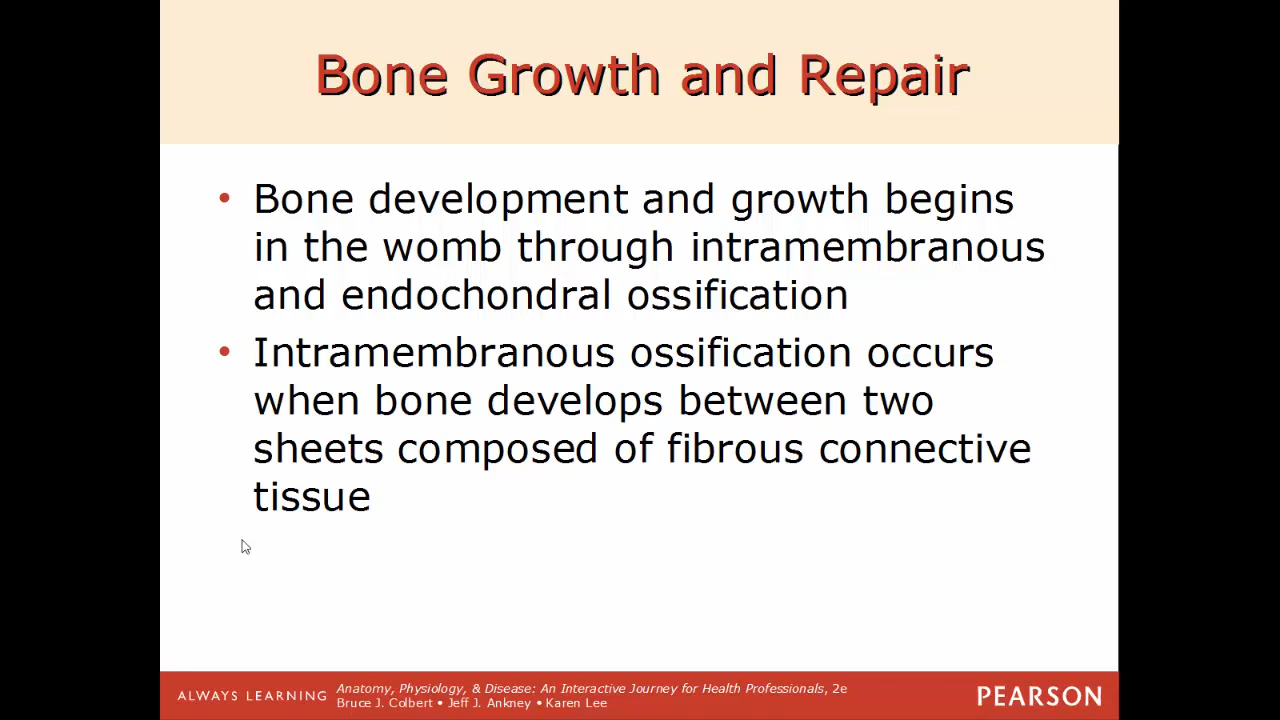 Bone Growth and Repair
• Bone development and growth begins
in the womb through intramembranous
and endochondral ossification
• Intramembranous ossification occurs
when bone develops between two
sheets composed of fibrous connective
tissue
ALWAYS LEARNING
Anatomy, Physiology, & Disease: An Interactive Journey for Health Professionals, 2e
Bruce J. Colbert • Jeff J. Ankney • Karen Lee
PEARSON